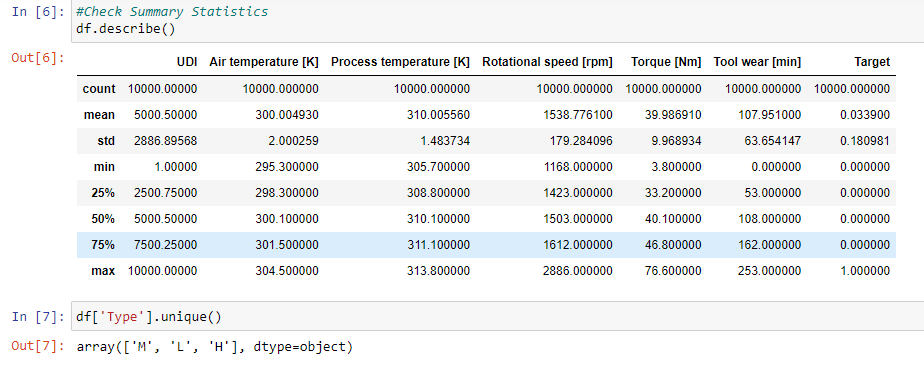 In [6]: #Check Summary Statistics
df.describe()
Out[6]:
UDI Air temperature [K] Process temperature [K] Rotational speed [rpm] Torque [Nm] Tool wear [min] Target
count 10000.00000 10000.000000 10000.000000 10000.000000 10000.000000 10000.000000 10000.000000
mean 5000.50000 300.004930 310.005560 1538.776100 39.986910 107.951000 0.033900
std 2886.89568 2.000259 1.483734 179.284096 9.968934 63.654147 0.180981
min 1.00000 295.300000 305.700000 1168.000000 3.800000 0.000000 0.000000
25% 2500.75000 298.300000 308.800000 1423.000000 33.200000 53.000000 0.000000
50% 5000.50000 300.100000 310.100000 1503.000000 40.100000 108.000000 0.000000
75% 7500.25000 301.500000 311.100000 1612.000000 46.800000 162.000000 0.000000
max 10000.00000 304.500000 313.800000 2886.000000 76.600000 253.000000 1.000000
In [7]: df['Type'].unique()
Out[7]: array(['M', 'L', 'H'], dtype=object)